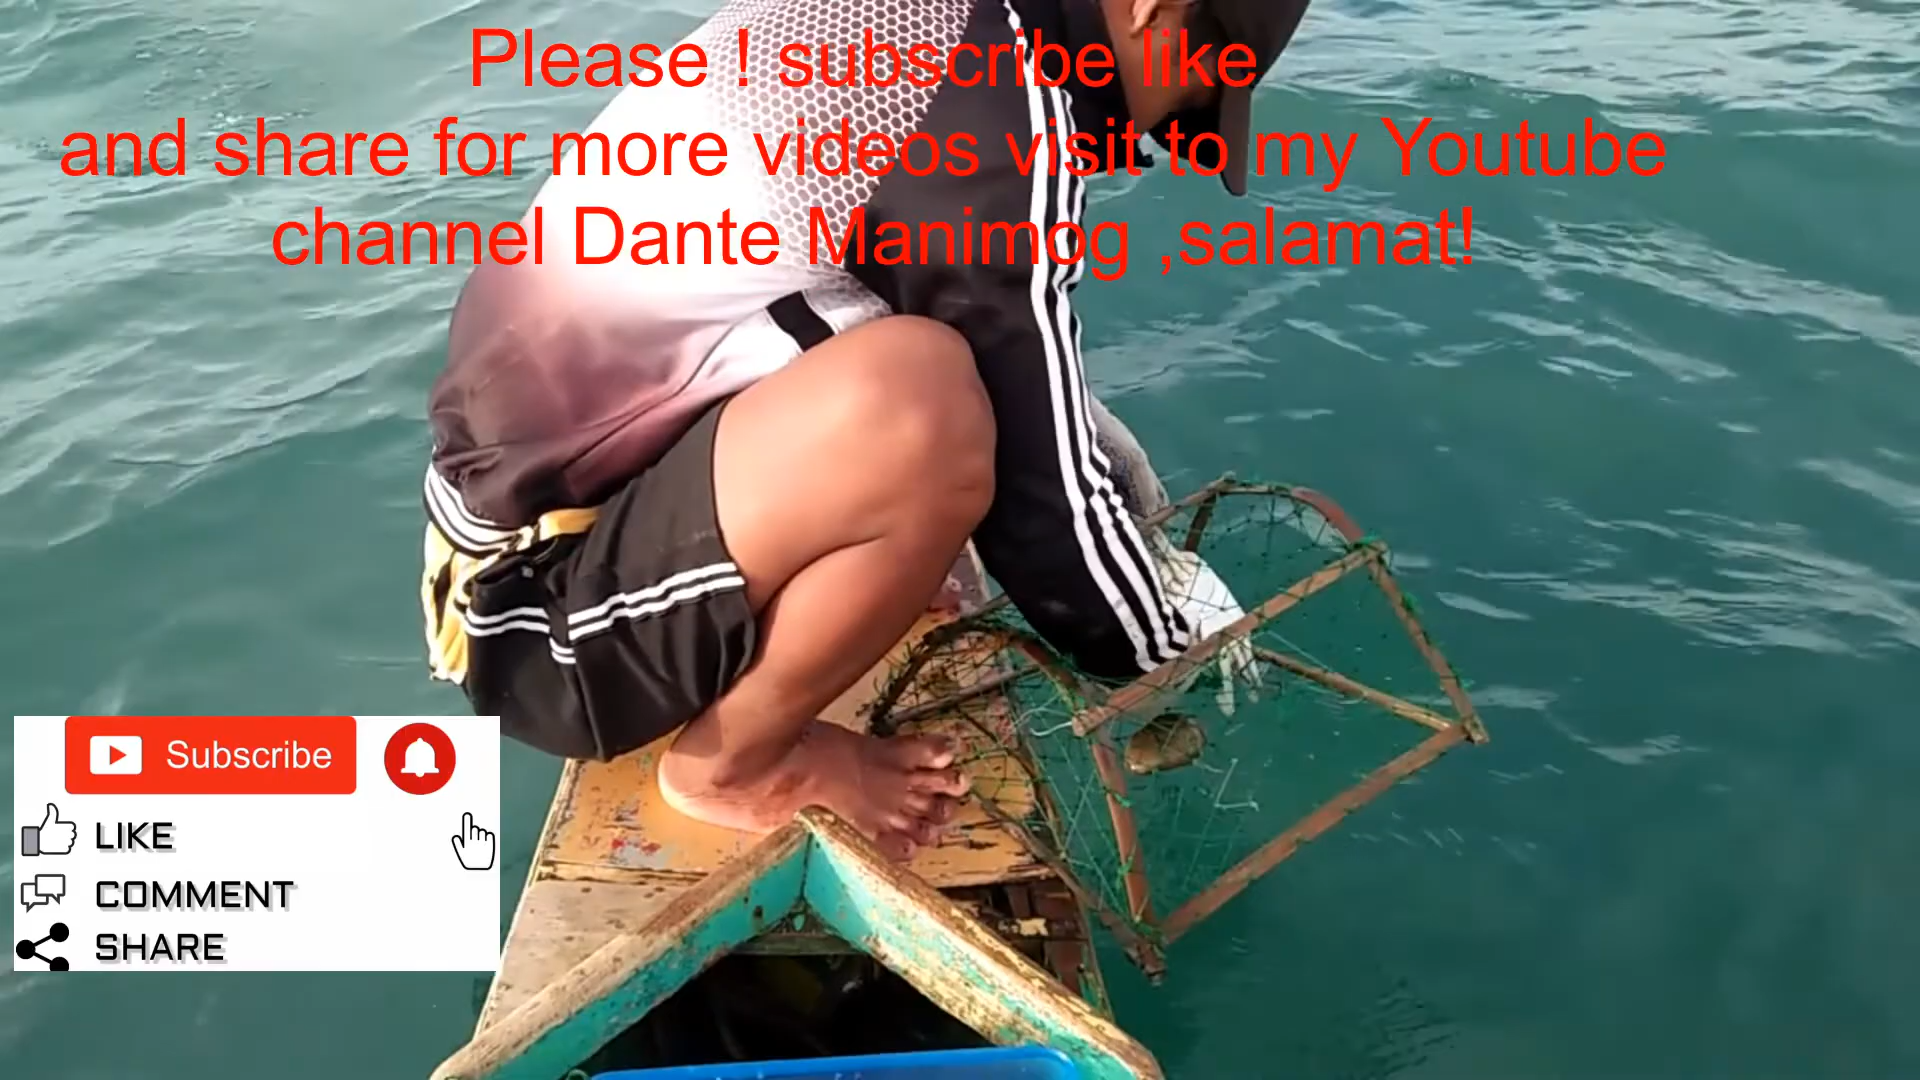 Please ! subscribe like
and share for more videos visit to my Youtube
channel Dante Manimog ,salamat!
Subscribe
LIKE
COMMENT
SHARE